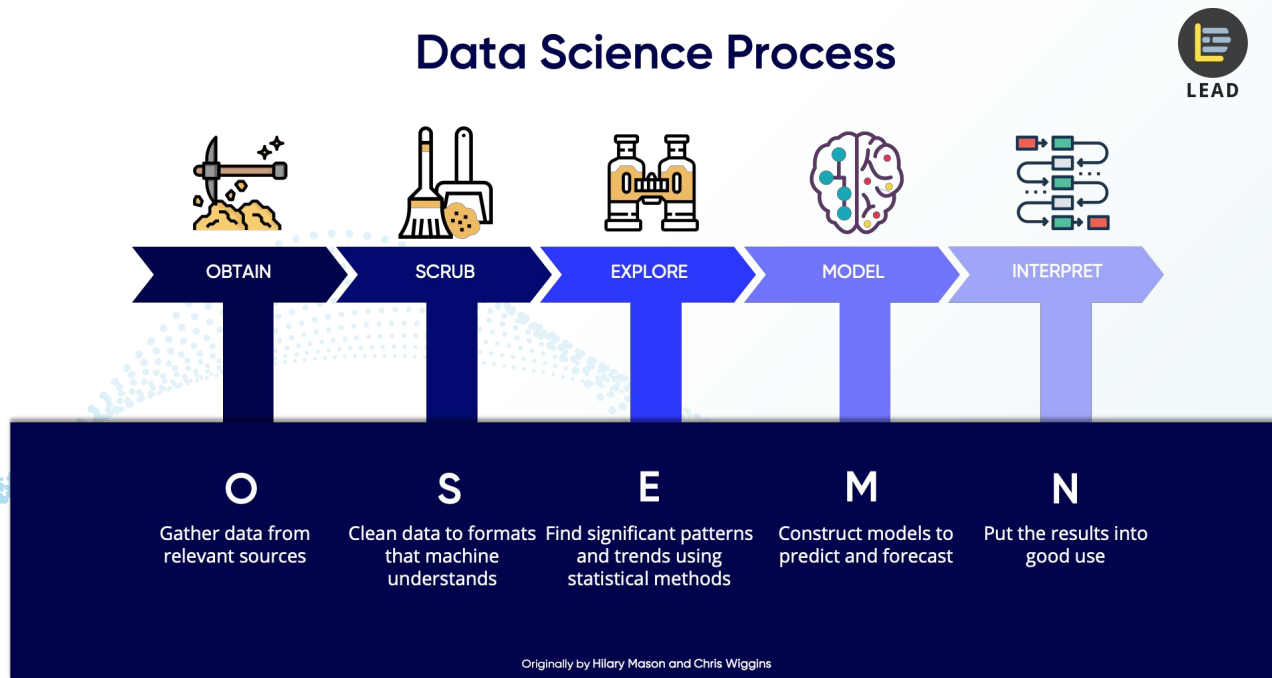 Data Science Process
LEAD
OBTAIN
SCRUB
EXPLORE
MODEL
INTERPRET
O
Gather data from
relevant sources
S
Clean data to formats
that machine
understands
E
Find significant patterns
and trends using
statistical methods
M
Construct models to
predict and forecast
N
Put the results into
good use
Originally by Hilary Mason and Chris Wiggins